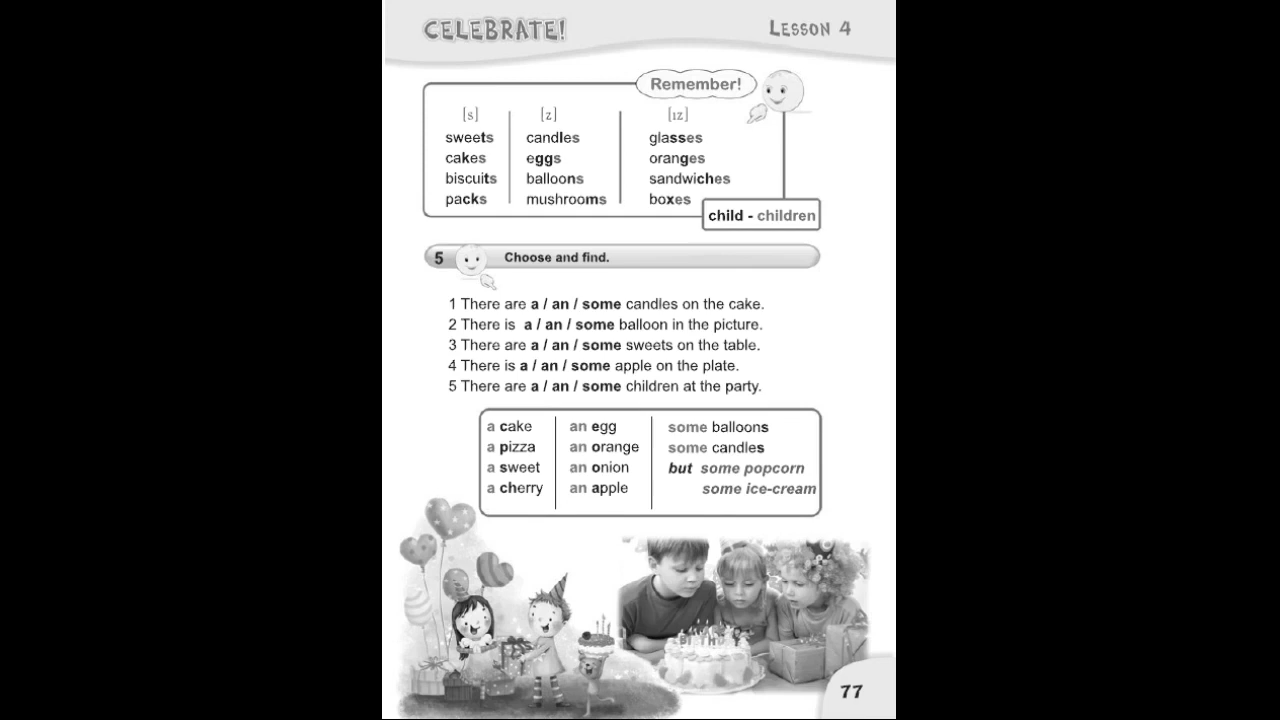 CELEBRATE!
LESSON 4
Remember!
[s] [z] [ɪz]
sweets candles glasses
cakes eggs oranges
biscuits balloons sandwiches
packs mushrooms boxes
child - children
5 Choose and find.
1 There are a / an / some candles on the cake.
2 There is a / an / some balloon in the picture.
3 There are a / an / some sweets on the table.
4 There is a / an / some apple on the plate.
5 There are a / an / some children at the party.
a cake an egg some balloons
a pizza an orange some candles
a sweet an onion but some popcorn
a cherry an apple some ice-cream
77